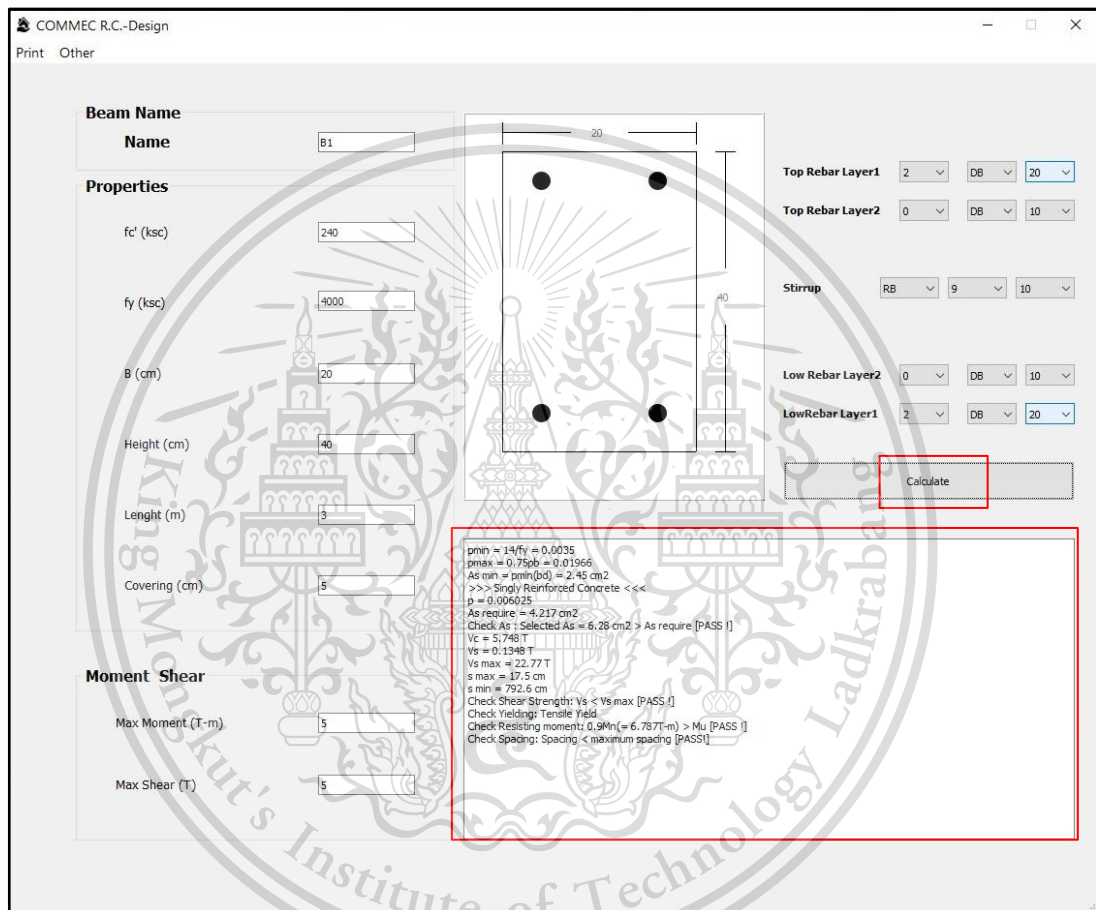 COMMEC R.C.-Design
Print Other
Beam Name
Name B1
Properties
fc' (ksc) 240
fy (ksc) 4000
B (cm) 20
Height (cm) 40
Lenght (m) 3
Covering (cm) 5
Moment Shear
Max Moment (T-m) 5
Max Shear (T) 5
20
40
Top Rebar Layer1 2 DB 20
Top Rebar Layer2 0 DB 10
Stirrup RB 9 10
Low Rebar Layer2 0 DB 10
LowRebar Layer1 2 DB 20
Calculate
pmin = 14/fy = 0.0035
pmax = 0.75pb = 0.01966
As min = pmin(bd) = 2.45 cm2
>>> Singly Reinforced Concrete <<<
p = 0.006025
As require = 4.217 cm2
Check As : Selected As = 6.28 cm2 > As require [PASS !]
Vc = 5.748 T
Vs = 0.1348 T
Vs max = 22.77 T
s max = 17.5 cm
s min = 792.6 cm
Check Shear Strength: Vs < Vs max [PASS !]
Check Yielding: Tensile Yield
Check Resisting moment: 0.9Mn(= 6.787T-m) > Mu [PASS !]
Check Spacing: Spacing < maximum spacing [PASS!]
King Mongkut's Institute of Technology Ladkrabang